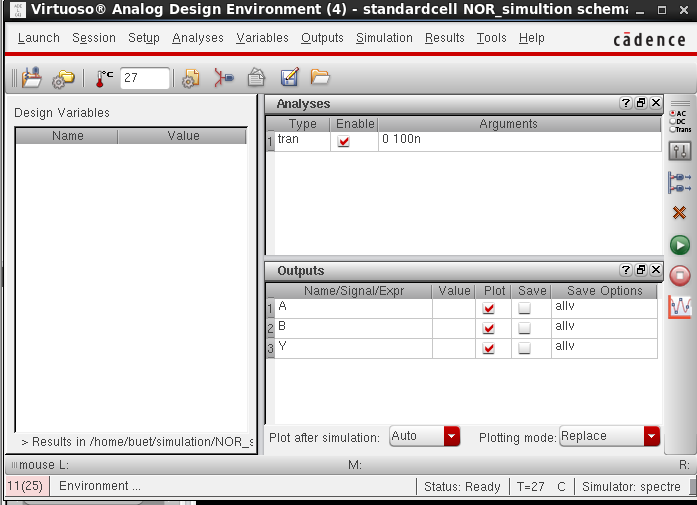 Virtuoso® Analog Design Environment (4) - standardcell NOR_simultion schema
Launch Session Setup Analyses Variables Outputs Simulation Results Tools Help cādence
°C 27
Design Variables
Name Value
> Results in /home/buet/simulation/NOR_s
Analyses
Type Enable Arguments
1 tran 0 100n
Outputs
Name/Signal/Expr Value Plot Save Save Options
1 A allv
2 B allv
3 Y allv
Plot after simulation: Auto Plotting mode: Replace
AC
DC
Trans
mouse L: M: R:
11(25) Environment ... Status: Ready T=27 C Simulator: spectre